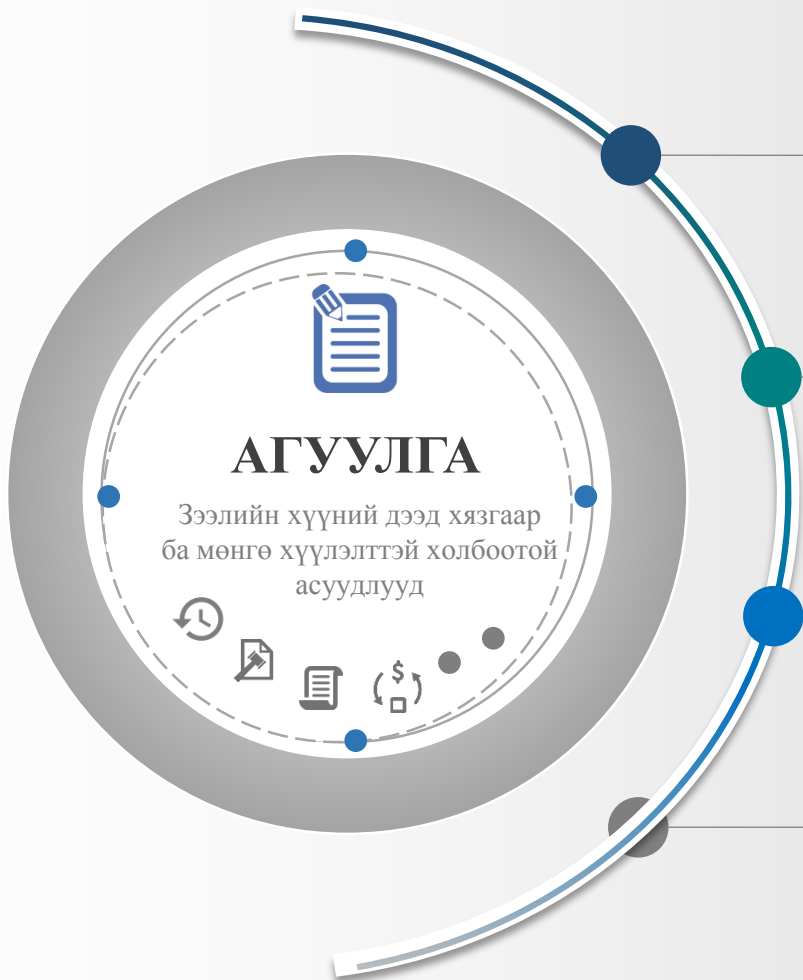 АГУУЛГА
Зээлийн хүүний дээд хязгаар
ба мөнгө хүүлэлттэй холбоотой
асуудлууд